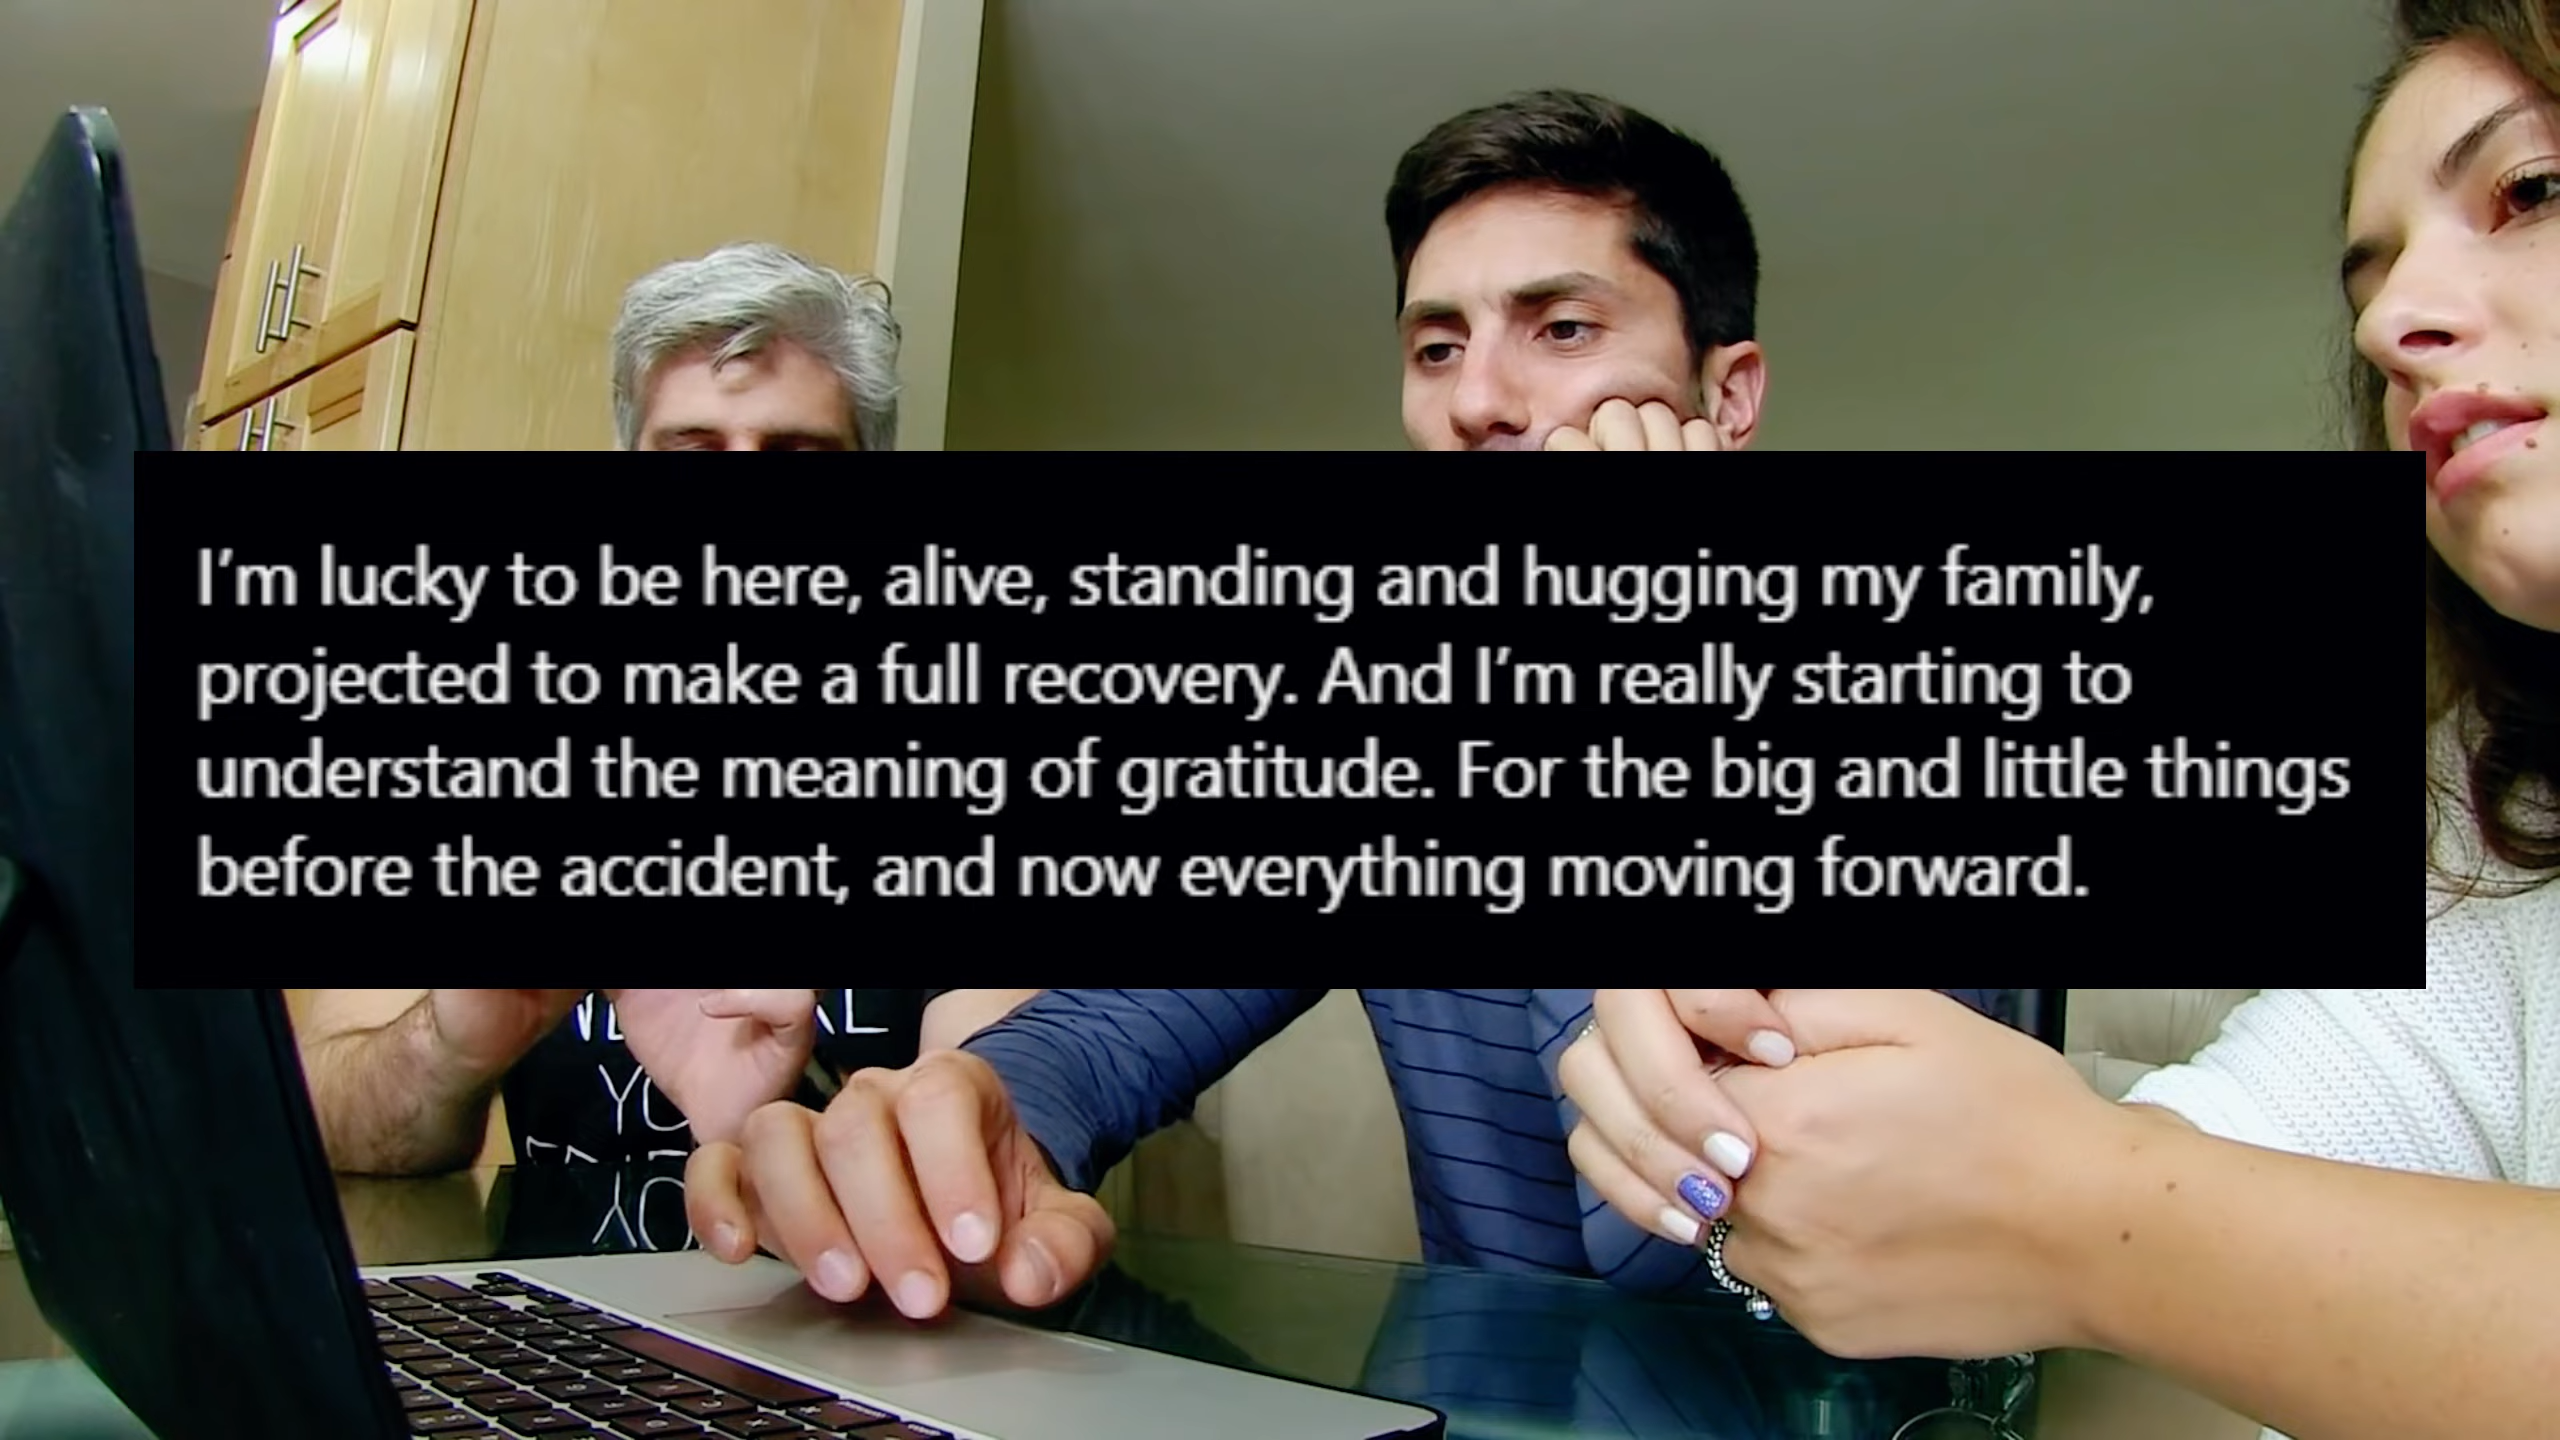 I’m lucky to be here, alive, standing and hugging my family,
projected to make a full recovery. And I’m really starting to
understand the meaning of gratitude. For the big and little things
before the accident, and now everything moving forward.